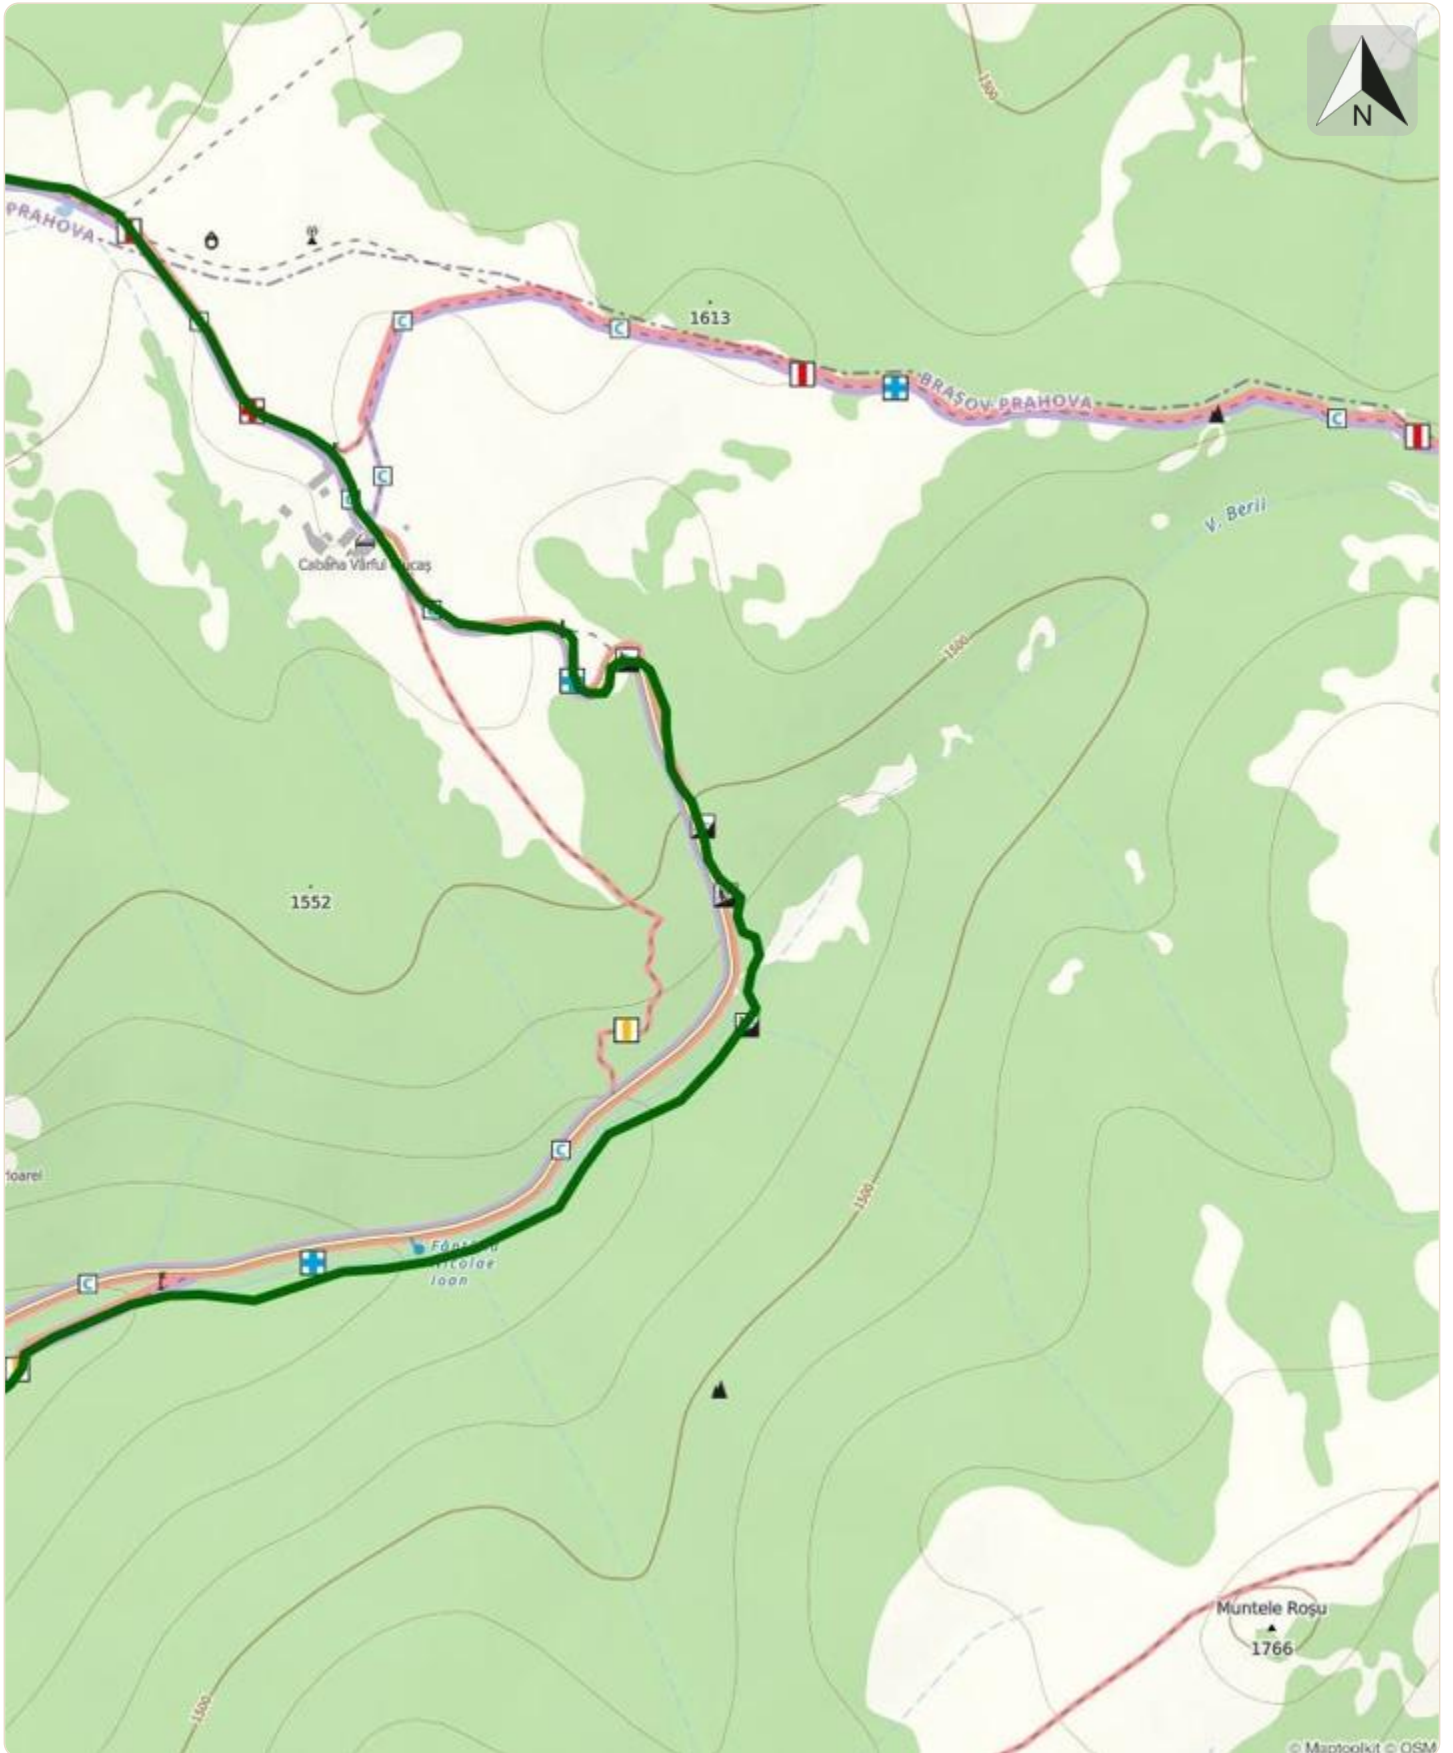 1500
N
PRAHOVA
1613
BRAȘOV PRAHOVA
V. Berii
Cabana Vârful
1500
1552
1500
Nicolae
Ioan
Muntele Roșu
1766
1500
© Maptoolkit © OSM